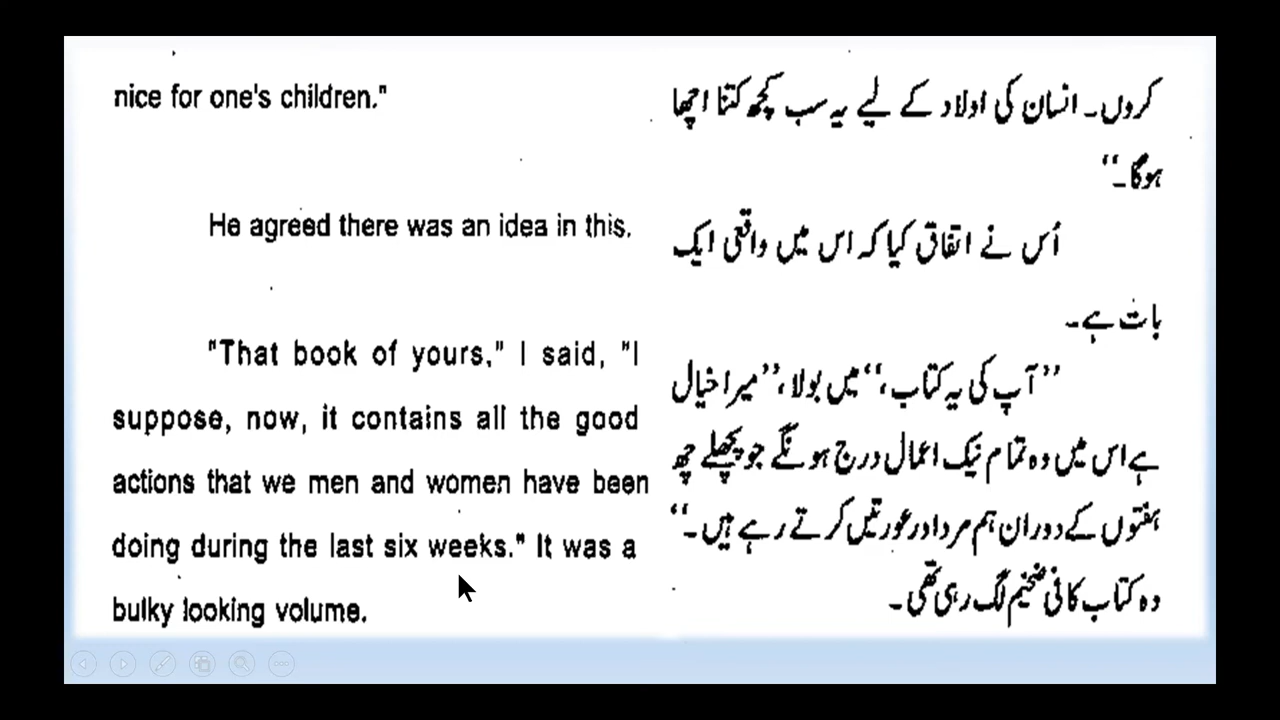 nice for one's children."
He agreed there was an idea in this.
"That book of yours," I said, "I
suppose, now, it contains all the good
actions that we men and women have been
doing during the last six weeks." It was a
bulky looking volume.
کروں۔ انسان کی اولاد کے لیے یہ سب کچھ کتنا اچھا
ہوگا۔‘‘
اُس نے اتفاق کیا کہ اس میں واقعی ایک
بات ہے۔
’’آپ کی یہ کتاب،‘‘ میں بولا، ’’میرا خیال
ہے اس میں وہ تمام نیک اعمال درج ہونگے جو پچھلے چھ
ہفتوں کے دوران ہم مرد اور عورتیں کرتے رہے ہیں۔‘‘
وہ کتاب کافی ضخیم لگ رہی تھی۔